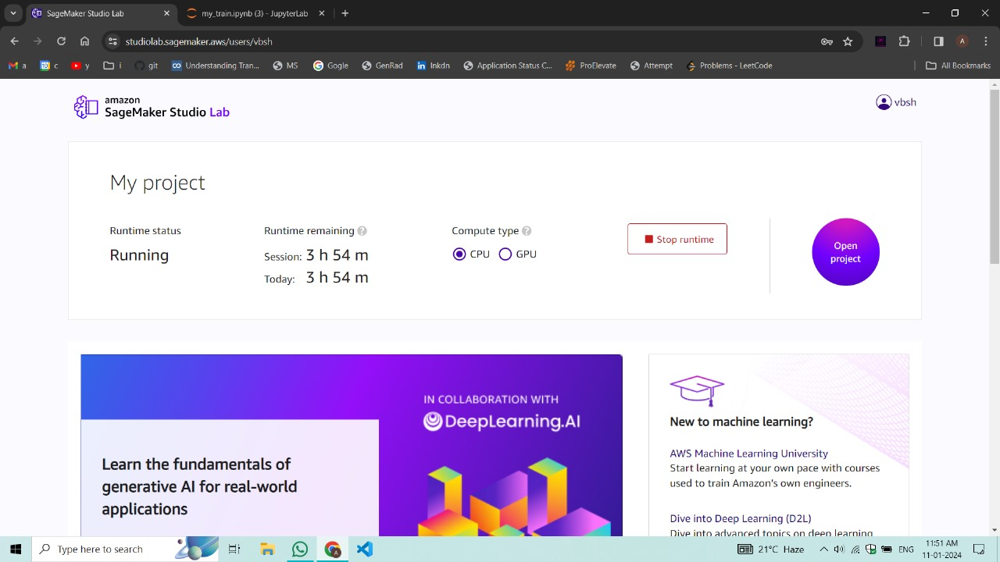 SageMaker Studio Lab
my_train.ipynb (3) - JupyterLab
studiolab.sagemaker.aws/users/vbsh
A
a
c
y
i
git
Understanding Tran...
MS
Gogle
GenRad
lnkdn
Application Status C...
ProElevate
Attempt
Problems - LeetCode
All Bookmarks
amazon
SageMaker Studio Lab
vbsh
My project
Runtime status
Running
Runtime remaining ?
Session: 3 h 54 m
Today: 3 h 54 m
Compute type ?
CPU GPU
Stop runtime
Open
project
IN COLLABORATION WITH
DeepLearning.AI
Learn the fundamentals of
generative AI for real-world
applications
New to machine learning?
AWS Machine Learning University
Start learning at your own pace with courses
used to train Amazon's own engineers.
Dive into Deep Learning (D2L)
Dive into advanced topics on deep learning
Type here to search
21°C Haze
ENG
11:51 AM
11-01-2024